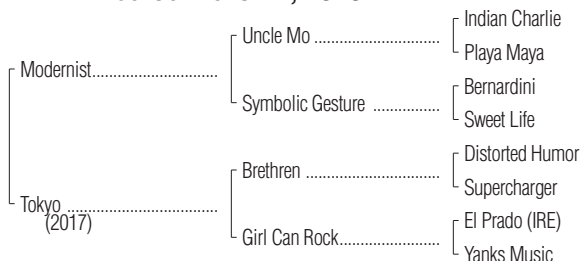 Indian Charlie
Uncle Mo
Playa Maya
Modernist
Bernardini
Symbolic Gesture
Sweet Life
Distorted Humor
Brethren
Supercharger
Tokyo
(2017)
El Prado (IRE)
Girl Can Rock
Yanks Music